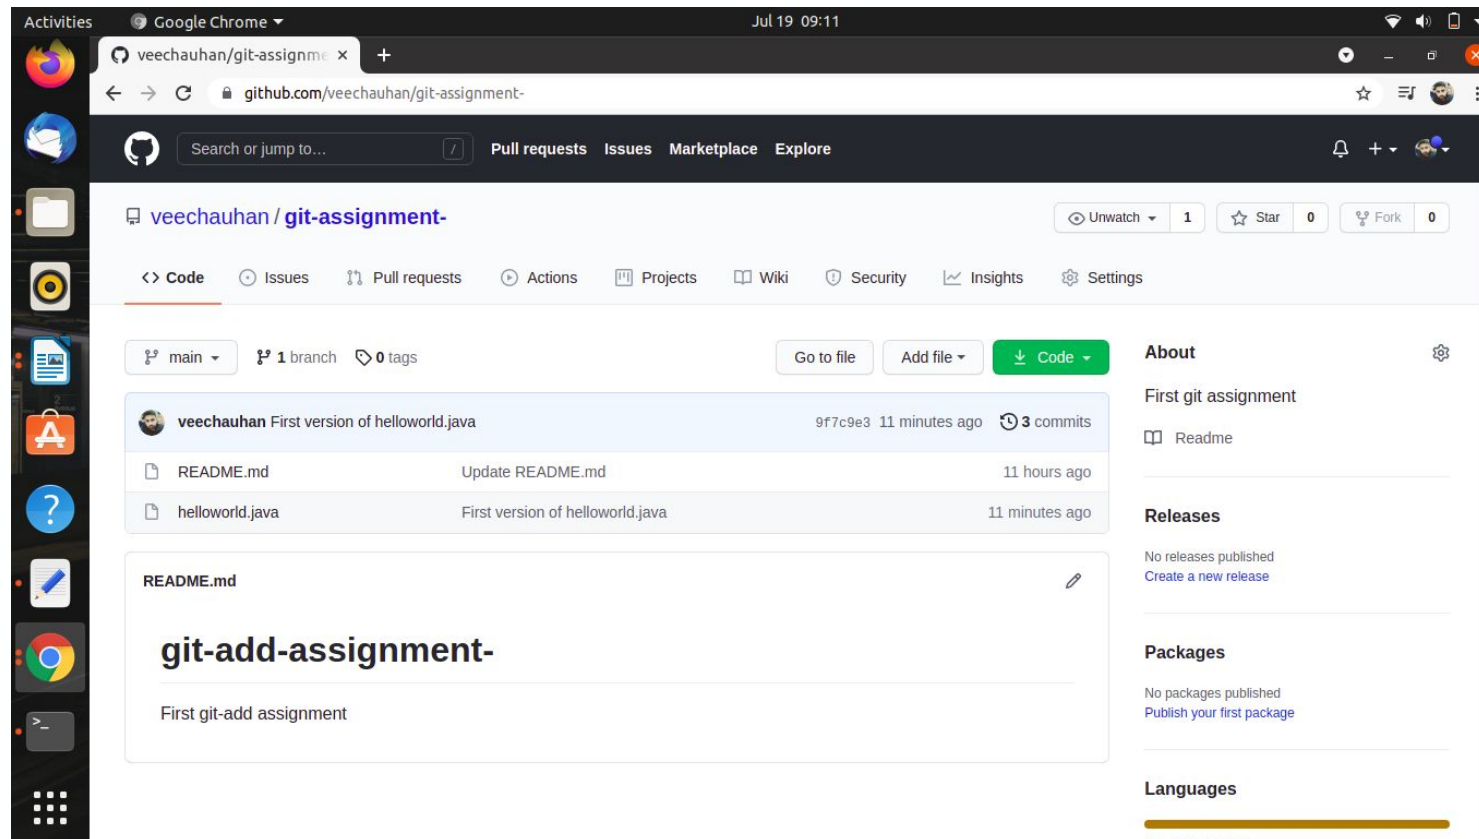 Activities Google Chrome Jul 19 09:11
veechauhan/git-assignme
github.com/veechauhan/git-assignment-
Search or jump to... / Pull requests Issues Marketplace Explore
veechauhan / git-assignment- Unwatch 1 Star 0 Fork 0
Code Issues Pull requests Actions Projects Wiki Security Insights Settings
main 1 branch 0 tags Go to file Add file Code
veechauhan First version of helloworld.java 9f7c9e3 11 minutes ago 3 commits
README.md Update README.md 11 hours ago
helloworld.java First version of helloworld.java 11 minutes ago
README.md
git-add-assignment-
First git-add assignment
About
First git assignment
Readme
Releases
No releases published
Create a new release
Packages
No packages published
Publish your first package
Languages